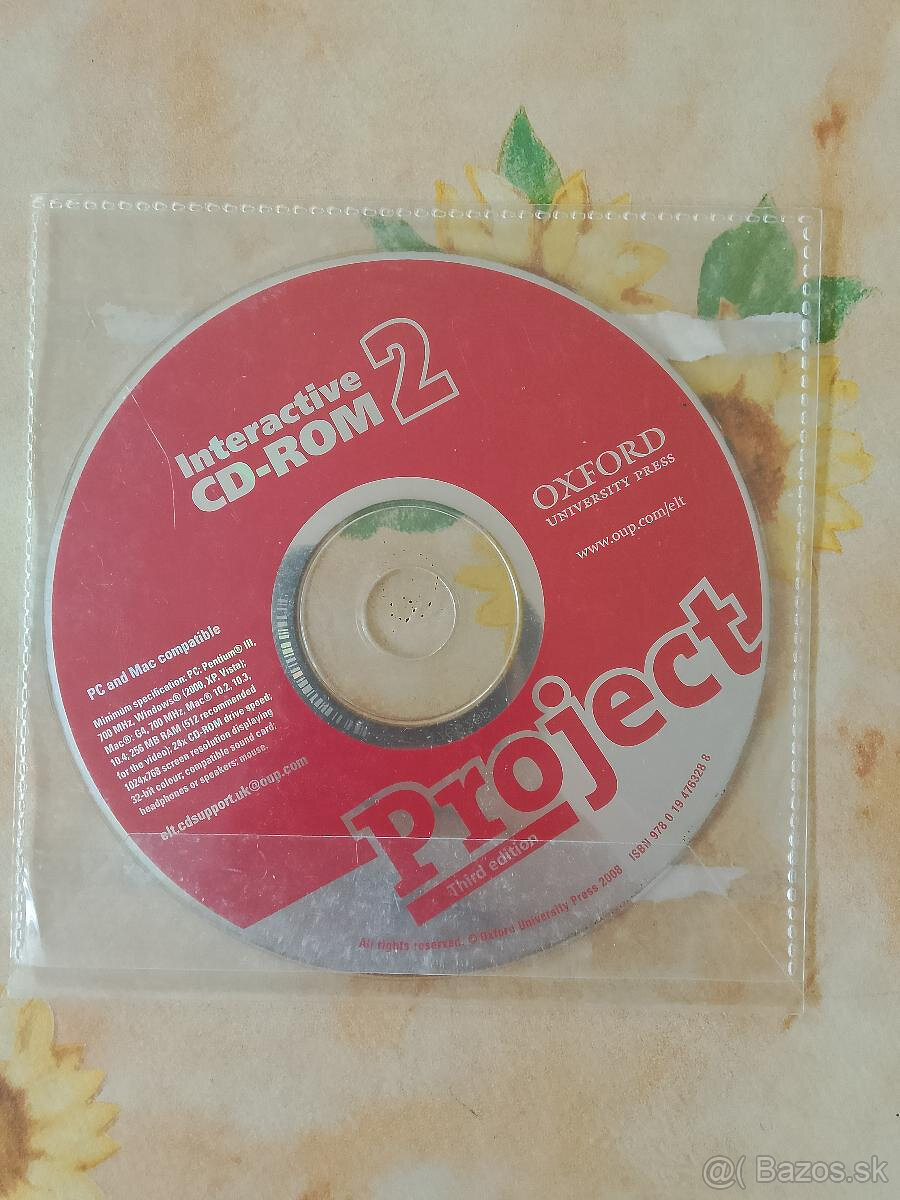 Interactive
CD-ROM 2
OXFORD
UNIVERSITY PRESS
www.oup.com/elt
PC and Mac compatible
Minimum specification: PC: Pentium® III,
700 MHz, Windows® (2000, XP, Vista);
Mac®: G4, 700 MHz, Mac® 10.2, 10.3,
10.4; 256 MB RAM (512 recommended
for the video); 24x CD-ROM drive speed;
1024x768 screen resolution displaying
32-bit colour; compatible sound card;
headphones or speakers; mouse.
elt.cdsupport.uk@oup.com
Project
Third edition
All rights reserved. © Oxford University Press 2008 ISBN 978 0 19 476328 8
@( Bazos.sk